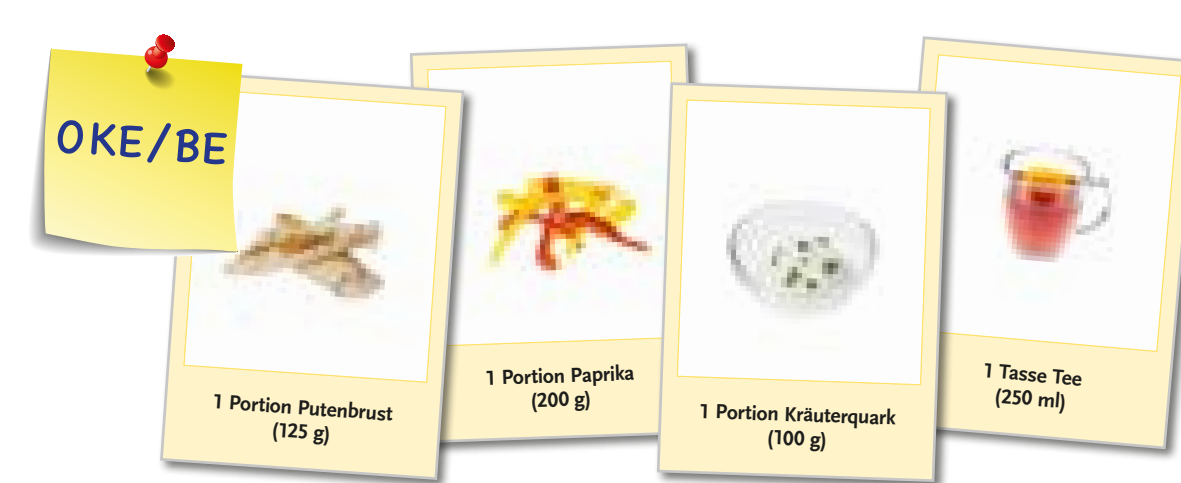 OKE/BE
1 Portion Putenbrust
(125 g)
1 Portion Paprika
(200 g)
1 Portion Kräuterquark
(100 g)
1 Tasse Tee
(250 ml)